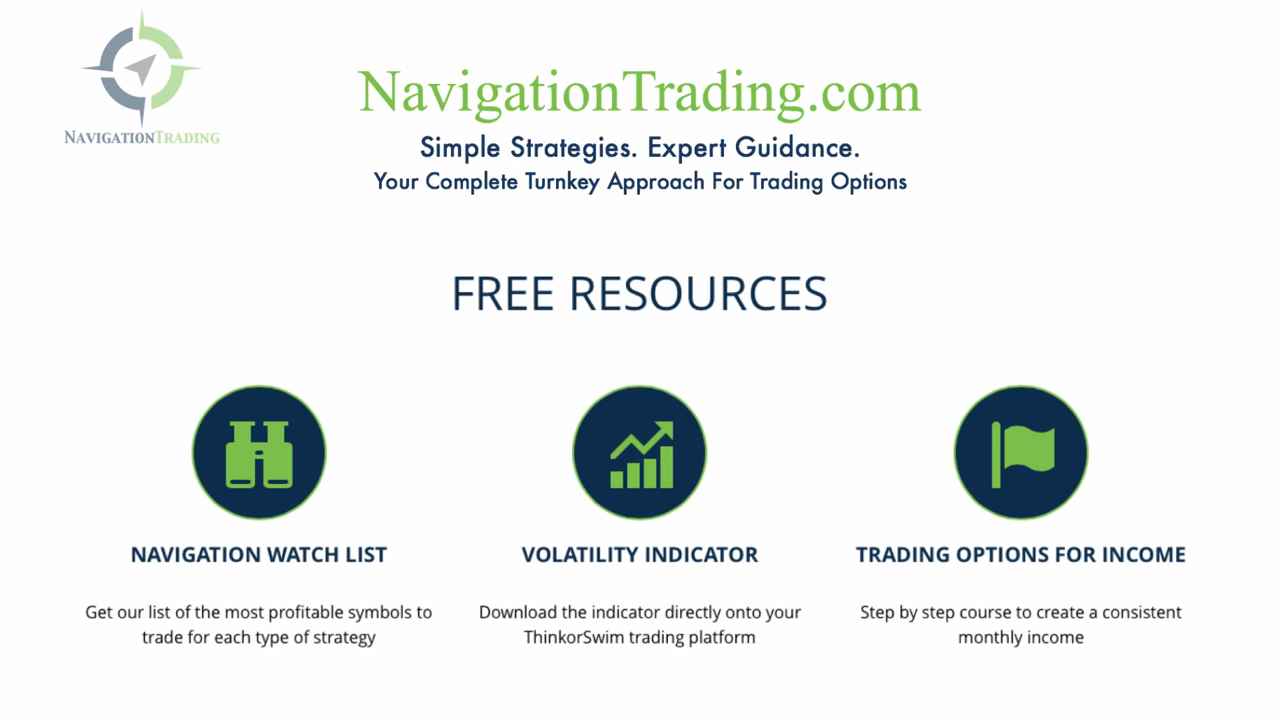 NAVIGATIONTRADING
NavigationTrading.com
Simple Strategies. Expert Guidance.
Your Complete Turnkey Approach For Trading Options
FREE RESOURCES
NAVIGATION WATCH LIST
Get our list of the most profitable symbols to
trade for each type of strategy
VOLATILITY INDICATOR
Download the indicator directly onto your
ThinkorSwim trading platform
TRADING OPTIONS FOR INCOME
Step by step course to create a consistent
monthly income